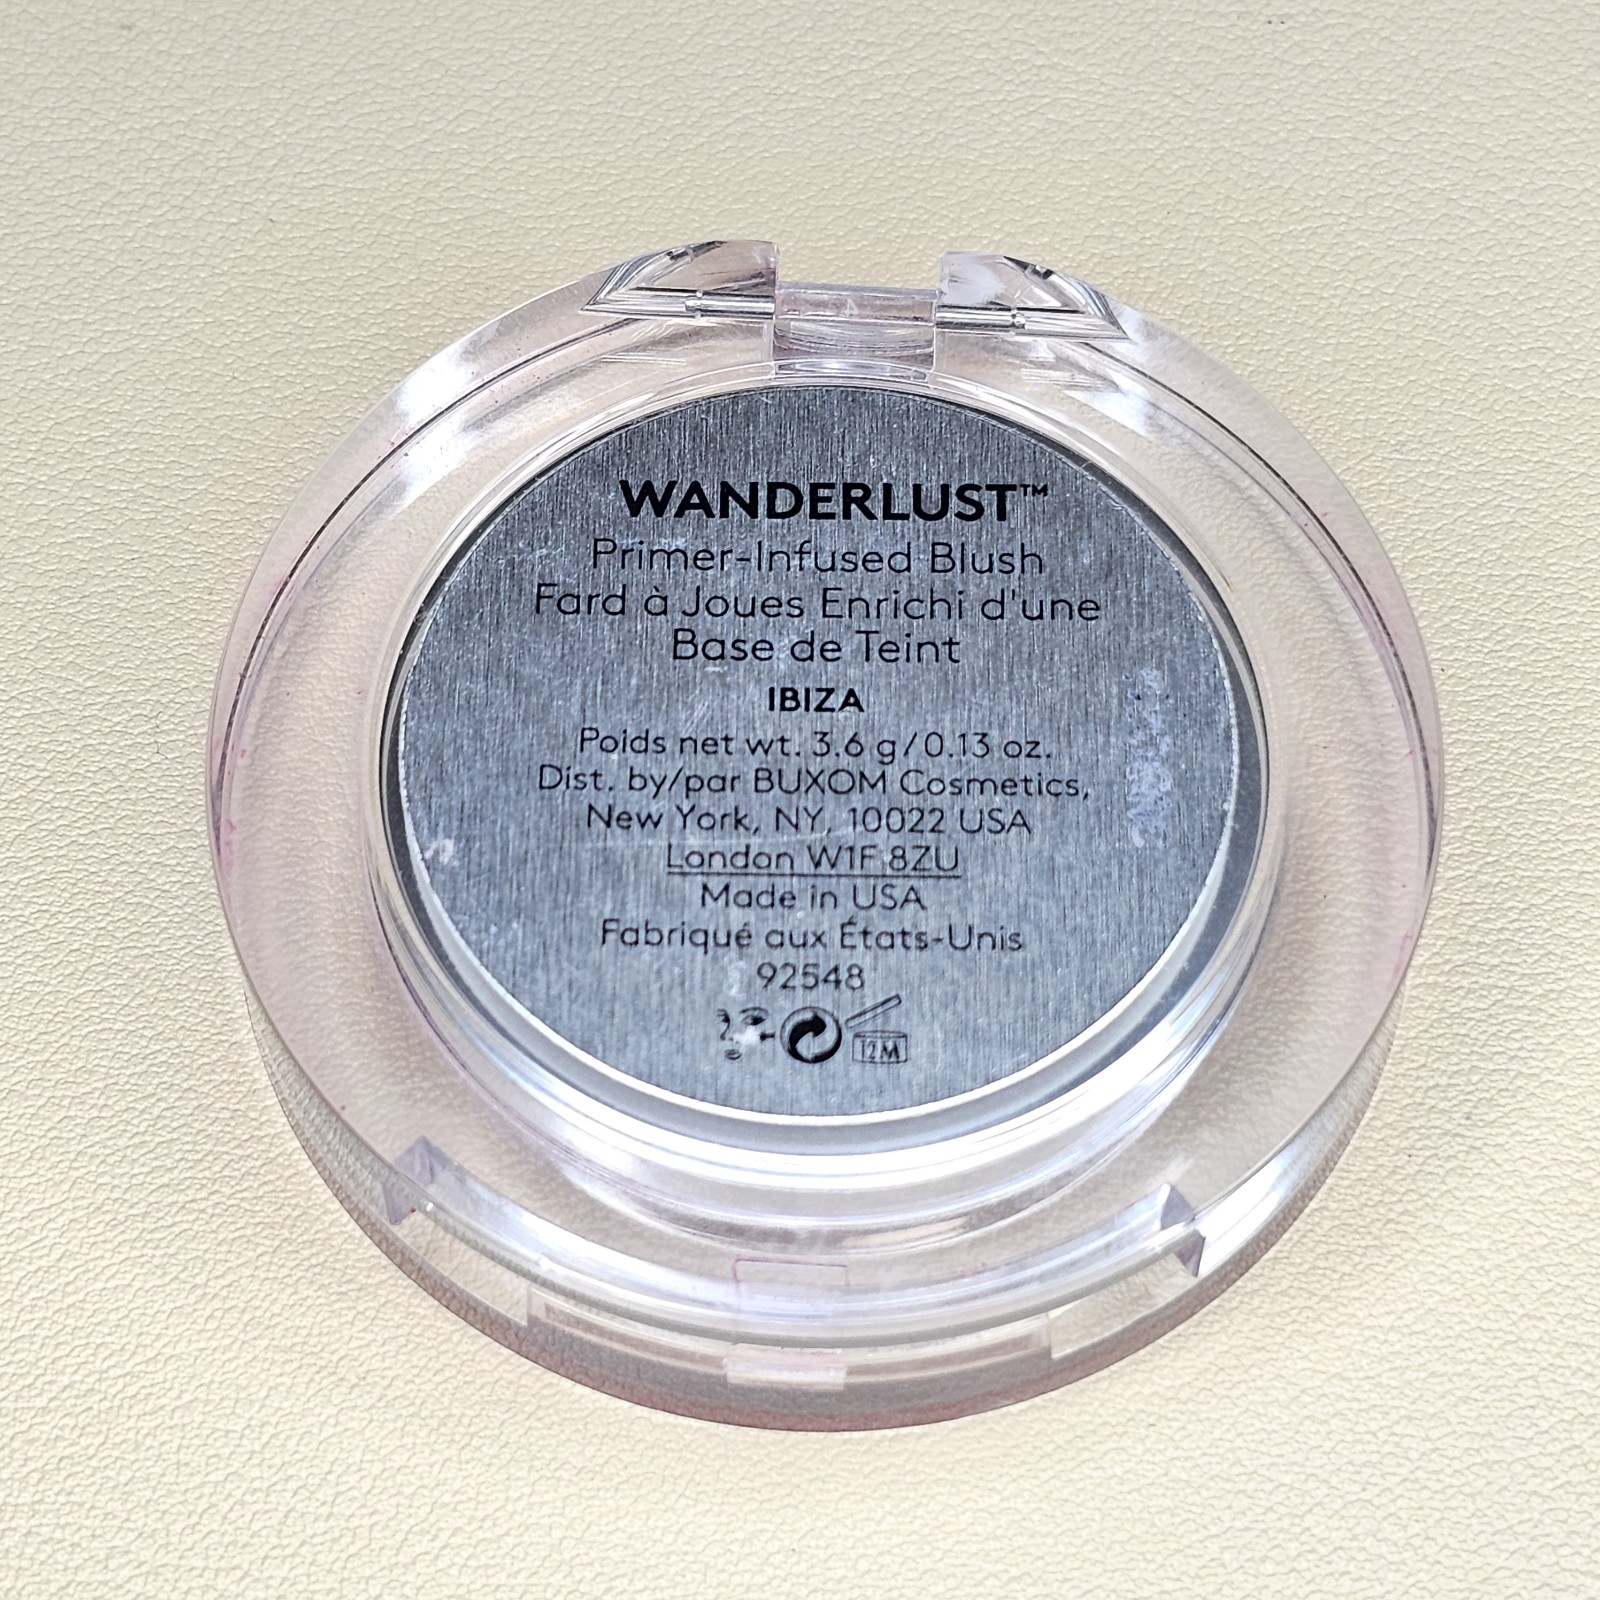 WANDERLUST™
Primer-Infused Blush
Fard à Joues Enrichi d'une
Base de Teint
IBIZA
Poids net wt. 3.6 g/0.13 oz.
Dist. by/par BUXOM Cosmetics,
New York, NY, 10022 USA
London W1F 8ZU
Made in USA
Fabriqué aux États-Unis
92548
12M